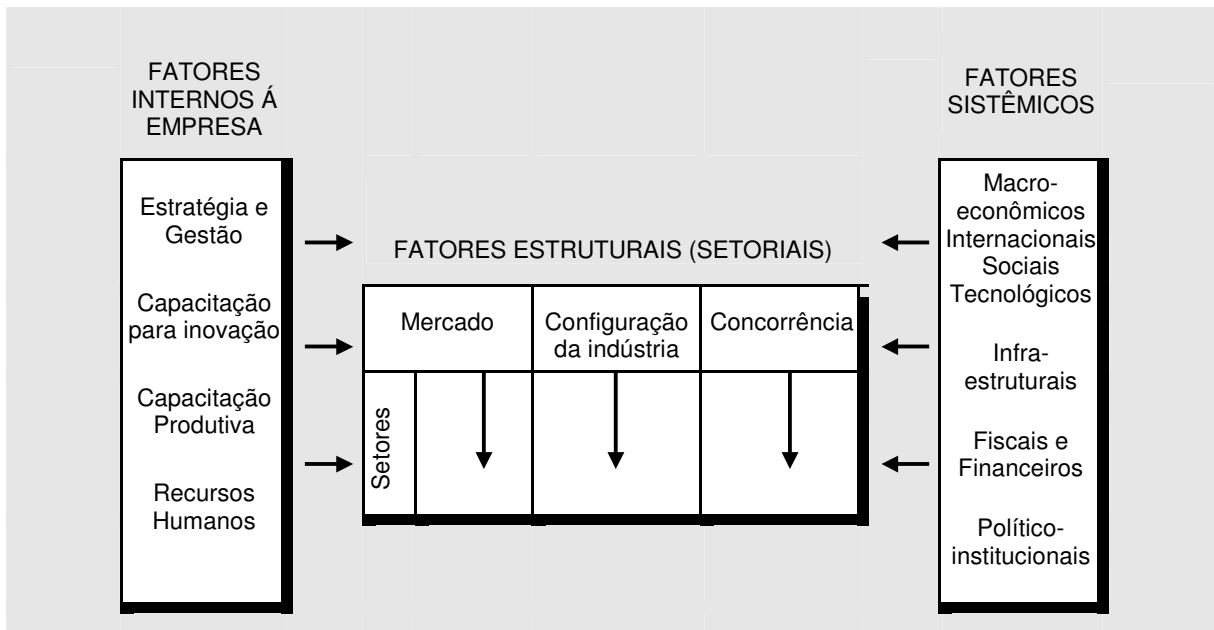 FATORES
INTERNOS Á
EMPRESA
Estratégia e
Gestão
Capacitação
para inovação
Capacitação
Produtiva
Recursos
Humanos
FATORES ESTRUTURAIS (SETORIAIS)
Mercado
Configuração
da indústria
Concorrência
Setores
FATORES
SISTÊMICOS
Macro-
econômicos
Internacionais
Sociais
Tecnológicos
Infra-
estruturais
Fiscais e
Financeiros
Político-
institucionais